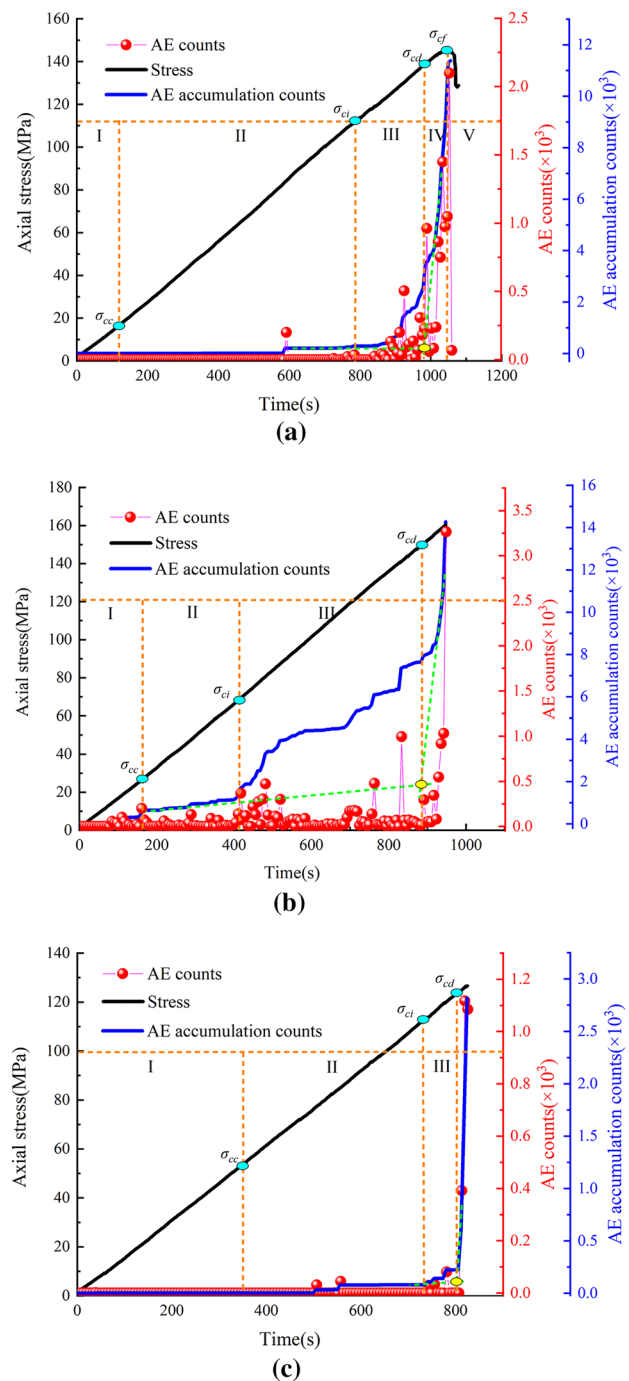 160
140
120
100
80
60
40
20
0
Axial stress(MPa)
AE counts
Stress
AE accumulation counts
σcc
σci
σcd
σcf
I II III IV V
2.5
2.0
1.5
1.0
0.5
0.0
AE counts(×10³)
12
10
8
6
4
2
0
AE accumulation counts(×10³)
0 200 400 600 800 1000 1200
Time(s)
(a)
180
160
140
120
100
80
60
40
20
0
Axial stress(MPa)
AE counts
Stress
AE accumulation counts
σcc
σci
σcd
I II III
3.5
3.0
2.5
2.0
1.5
1.0
0.5
0.0
AE counts(×10³)
16
14
12
10
8
6
4
2
0
AE accumulation counts(×10³)
0 200 400 600 800 1000
Time(s)
(b)
140
120
100
80
60
40
20
0
Axial stress(MPa)
AE counts
Stress
AE accumulation counts
σcc
σci
σcd
I II III
1.2
1.1
0.9
0.8
0.6
0.5
0.3
0.2
0.0
AE counts(×10³)
3.0
2.5
2.0
1.5
1.0
0.5
0.0
AE accumulation counts(×10³)
0 200 400 600 800
Time(s)
(c)